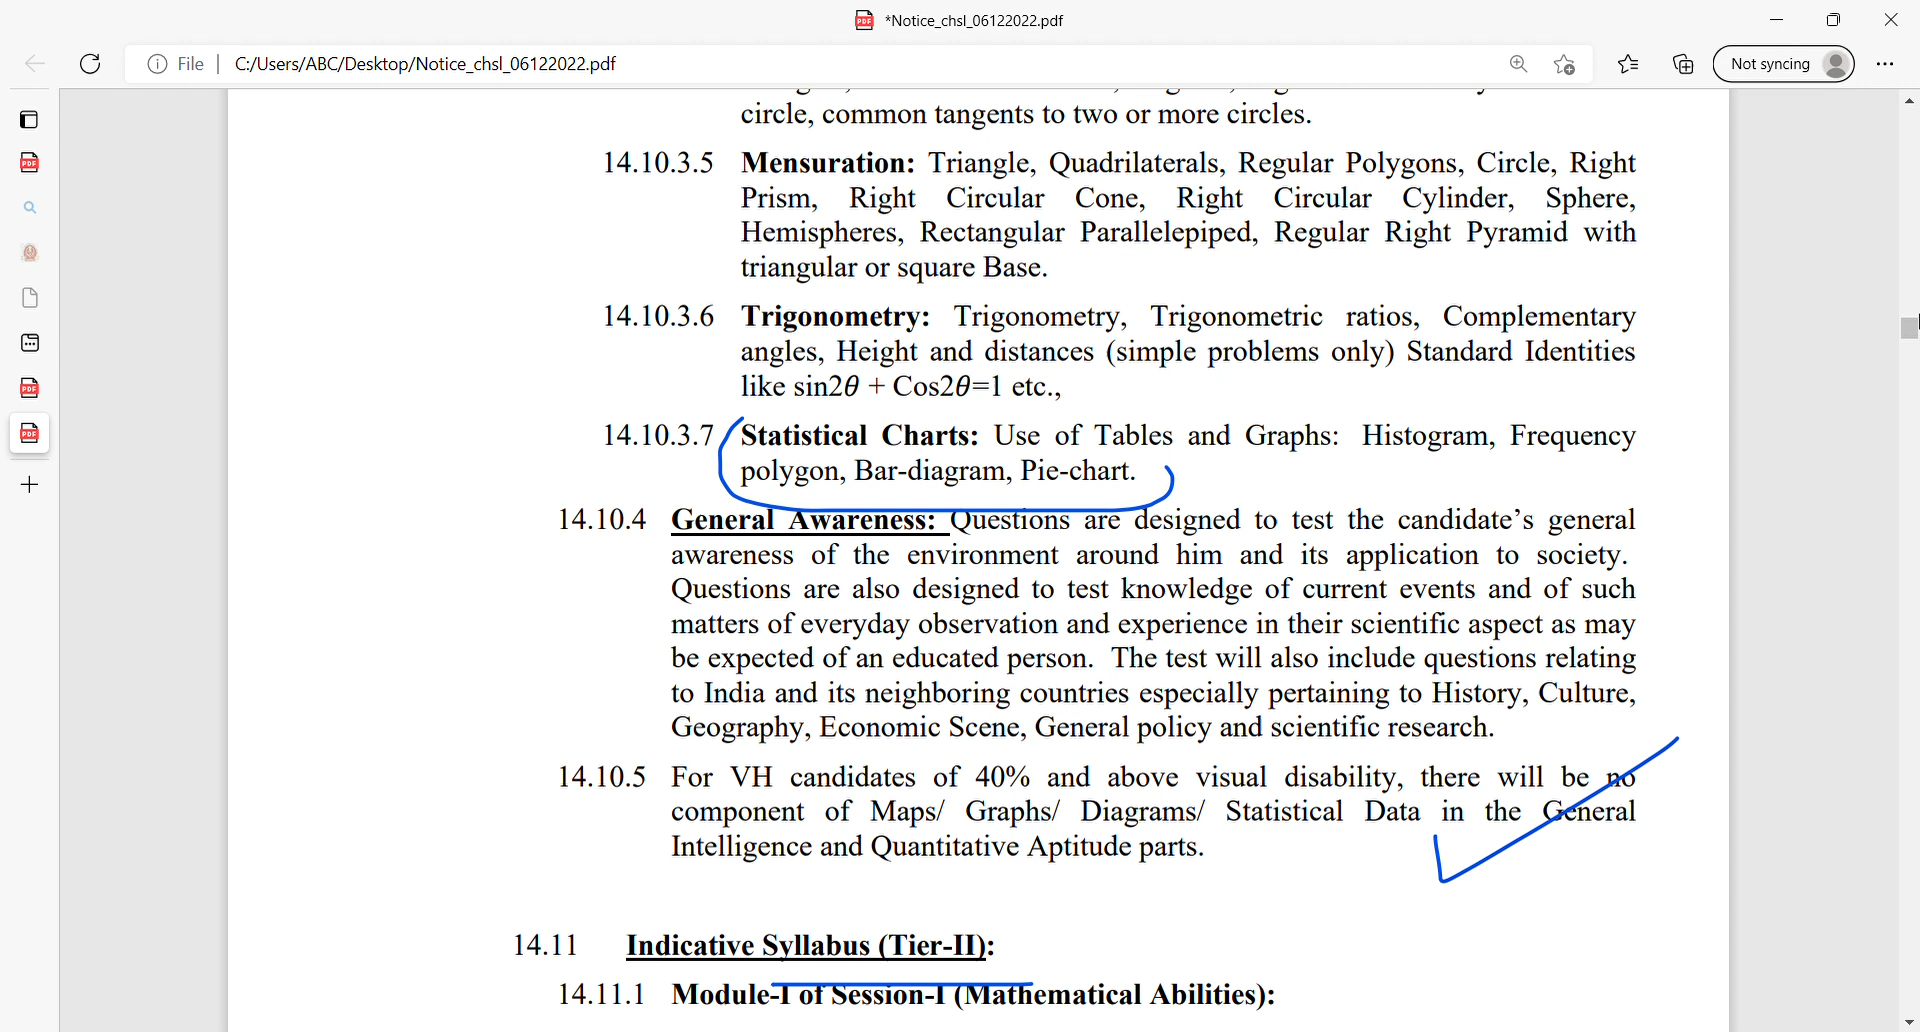 *Notice_chsl_06122022.pdf
File | C:/Users/ABC/Desktop/Notice_chsl_06122022.pdf
Not syncing
circle, common tangents to two or more circles.
14.10.3.5 Mensuration: Triangle, Quadrilaterals, Regular Polygons, Circle, Right
Prism, Right Circular Cone, Right Circular Cylinder, Sphere,
Hemispheres, Rectangular Parallelepiped, Regular Right Pyramid with
triangular or square Base.
14.10.3.6 Trigonometry: Trigonometry, Trigonometric ratios, Complementary
angles, Height and distances (simple problems only) Standard Identities
like sin2θ + Cos2θ=1 etc.,
14.10.3.7 Statistical Charts: Use of Tables and Graphs: Histogram, Frequency
polygon, Bar-diagram, Pie-chart.
14.10.4 General Awareness: Questions are designed to test the candidate's general
awareness of the environment around him and its application to society.
Questions are also designed to test knowledge of current events and of such
matters of everyday observation and experience in their scientific aspect as may
be expected of an educated person. The test will also include questions relating
to India and its neighboring countries especially pertaining to History, Culture,
Geography, Economic Scene, General policy and scientific research.
14.10.5 For VH candidates of 40% and above visual disability, there will be no
component of Maps/ Graphs/ Diagrams/ Statistical Data in the General
Intelligence and Quantitative Aptitude parts.
14.11 Indicative Syllabus (Tier-II):
14.11.1 Module-I of Session-I (Mathematical Abilities):